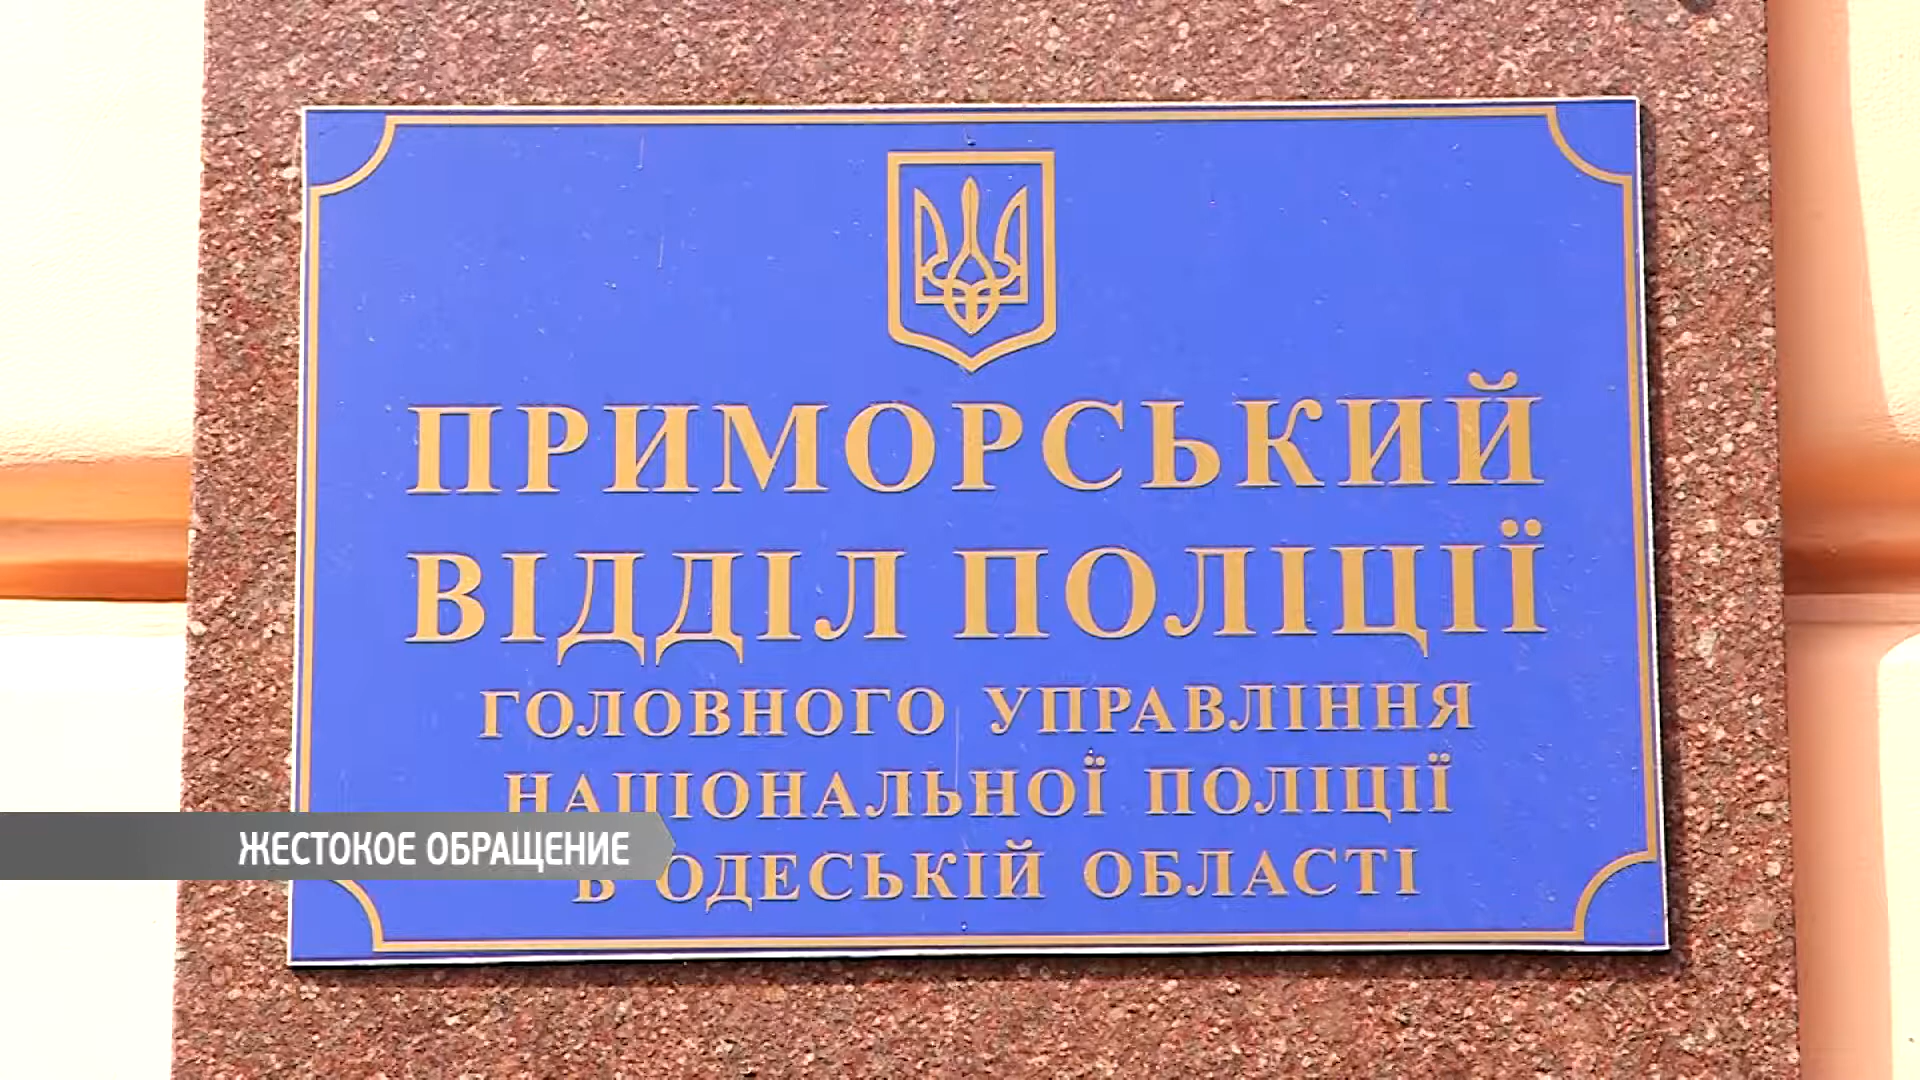 ПРИМОРСЬКИЙ
ВІДДІЛ ПОЛІЦІЇ
ГОЛОВНОГО УПРАВЛІННЯ
НАЦІОНАЛЬНОЇ ПОЛІЦІЇ
ЖЕСТОКОЕ ОБРАЩЕНИЕ
В ОДЕСЬКІЙ ОБЛАСТІ